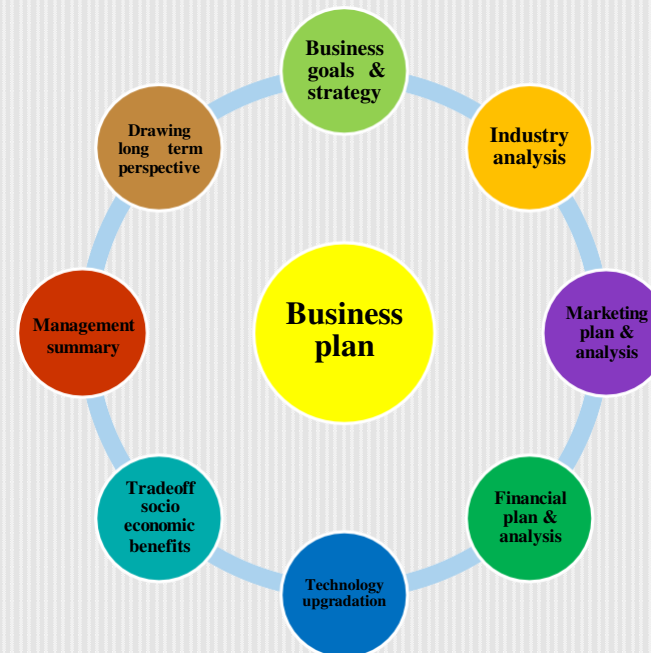 Business
goals &
strategy
Industry
analysis
Marketing
plan &
analysis
Financial
plan &
analysis
Technology
upgradation
Tradeoff
socio
economic
benefits
Management
summary
Drawing
long term
perspective
Business
plan